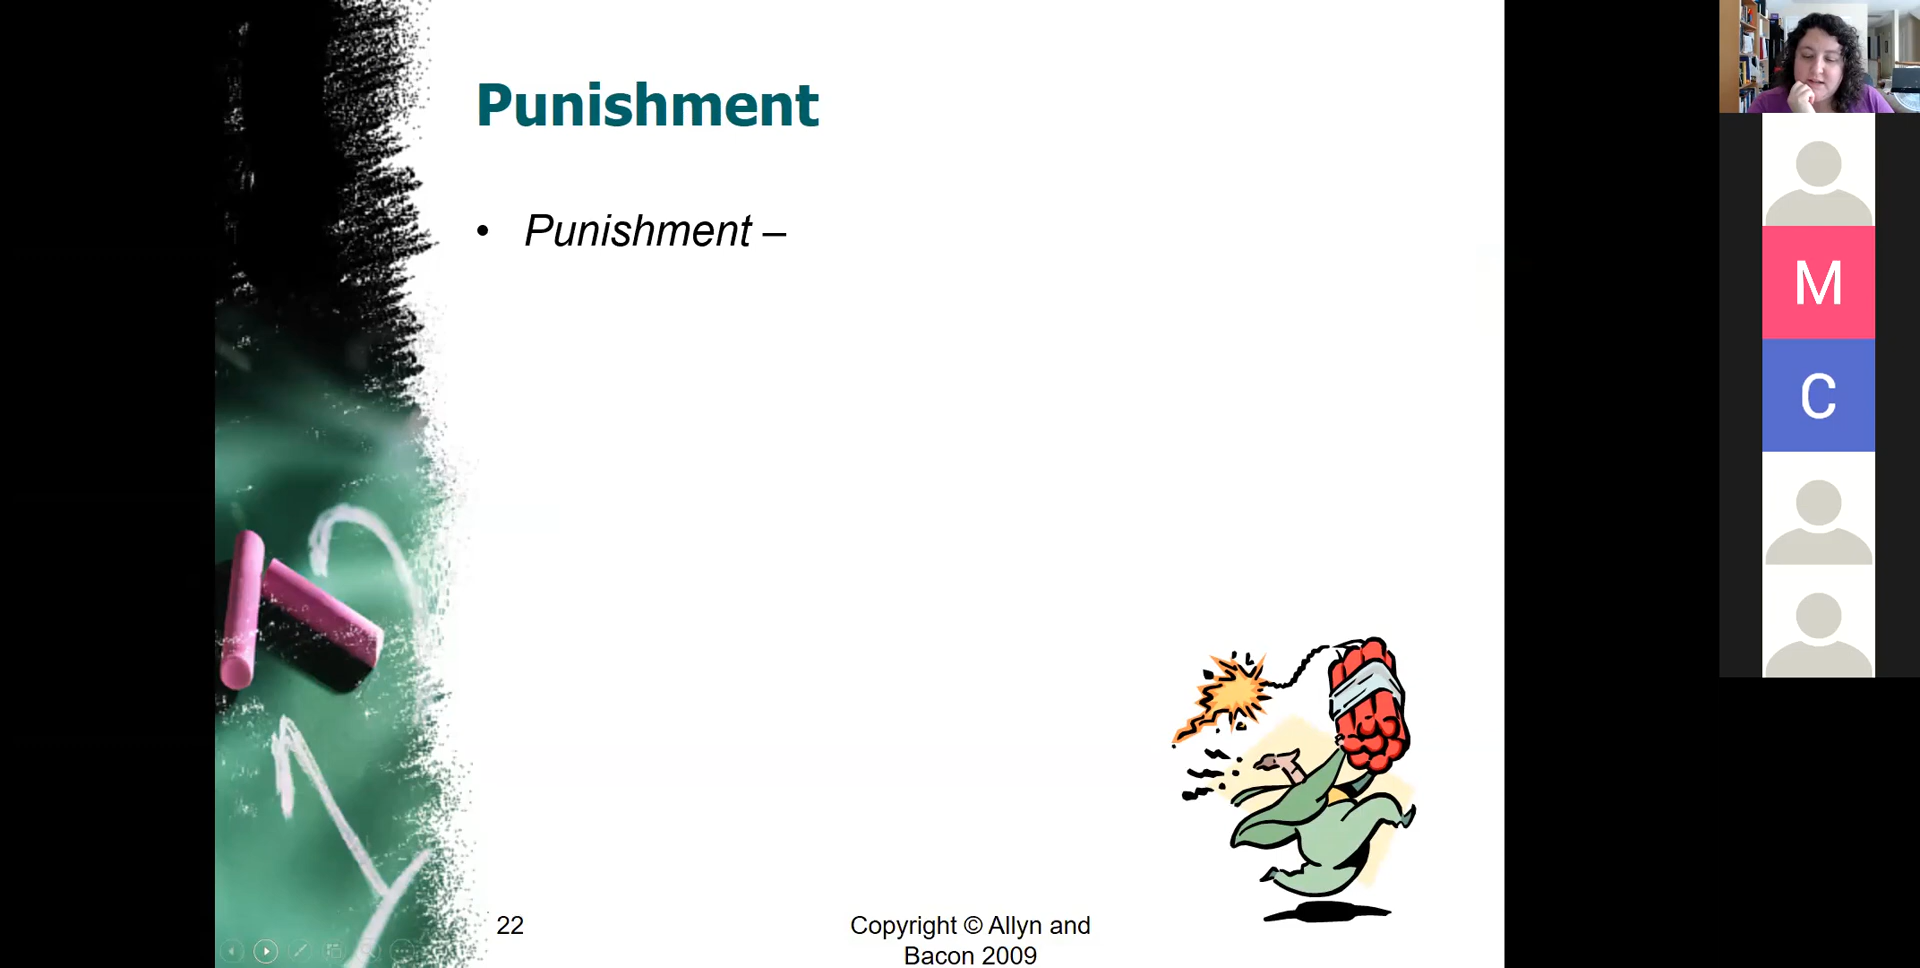 Punishment
• Punishment –
22
Copyright © Allyn and
Bacon 2009
M
C